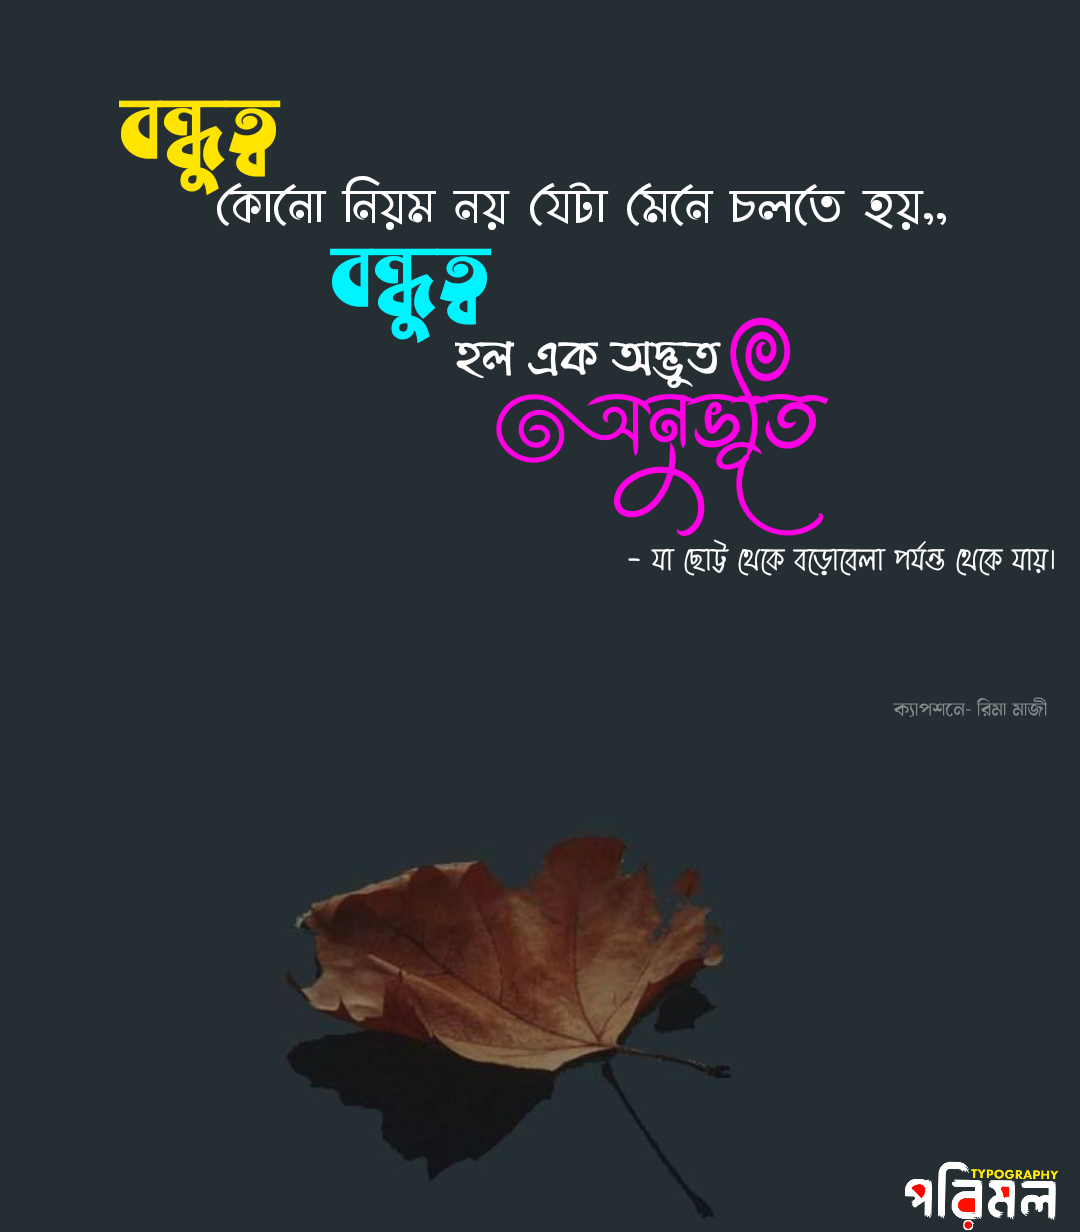 বন্ধুত্ব
কোনো নিয়ম নয় যেটা মেনে চলতে হয়,,
বন্ধুত্ব
হল এক অদ্ভুত
অনুভূতি
- যা ছোট্ট থেকে বড়োবেলা পর্যন্ত থেকে যায়।
ক্যাপশনে- রিমা মাজী
TYPOGRAPHY
পরিমল